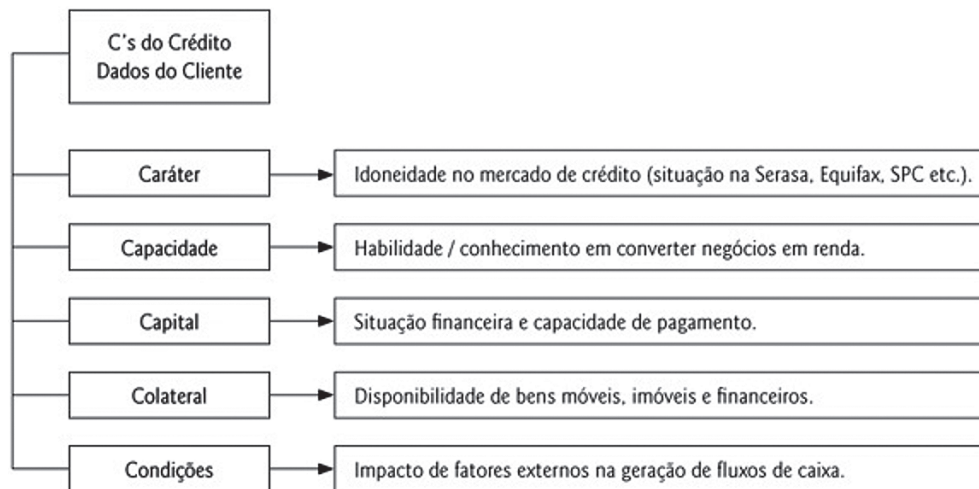 C's do Crédito
Dados do Cliente
Caráter
Idoneidade no mercado de crédito (situação na Serasa, Equifax, SPC etc.).
Capacidade
Habilidade / conhecimento em converter negócios em renda.
Capital
Situação financeira e capacidade de pagamento.
Colateral
Disponibilidade de bens móveis, imóveis e financeiros.
Condições
Impacto de fatores externos na geração de fluxos de caixa.